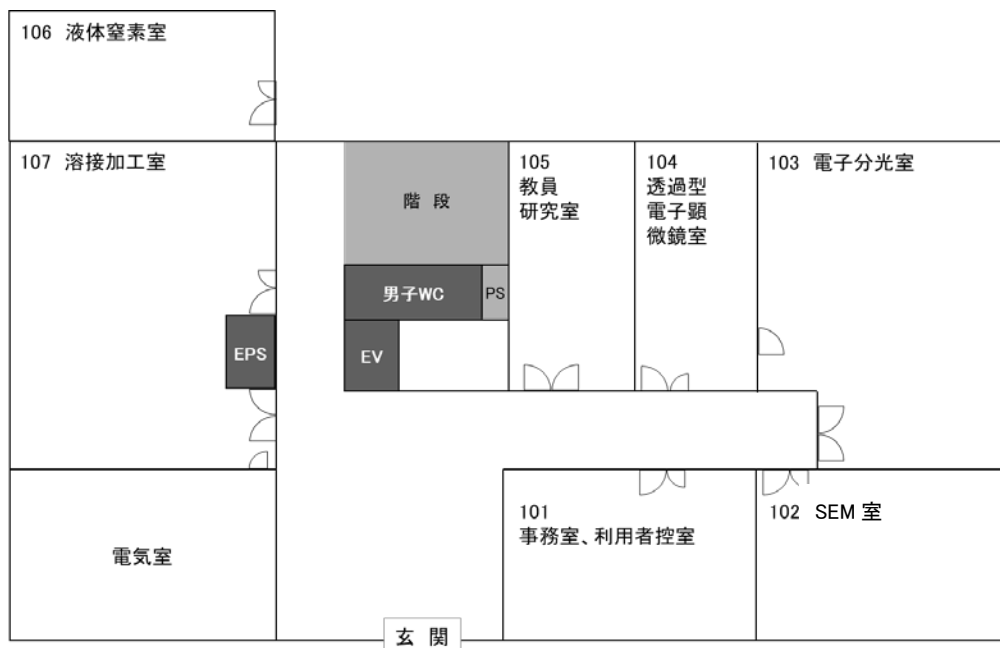 106 液体窒素室
107 溶接加工室
階 段
105
教員
研究室
104
透過型
電子顕
微鏡室
103 電子分光室
男子WC
PS
EPS
EV
電気室
101
事務室、利用者控室
102 SEM 室
玄 関